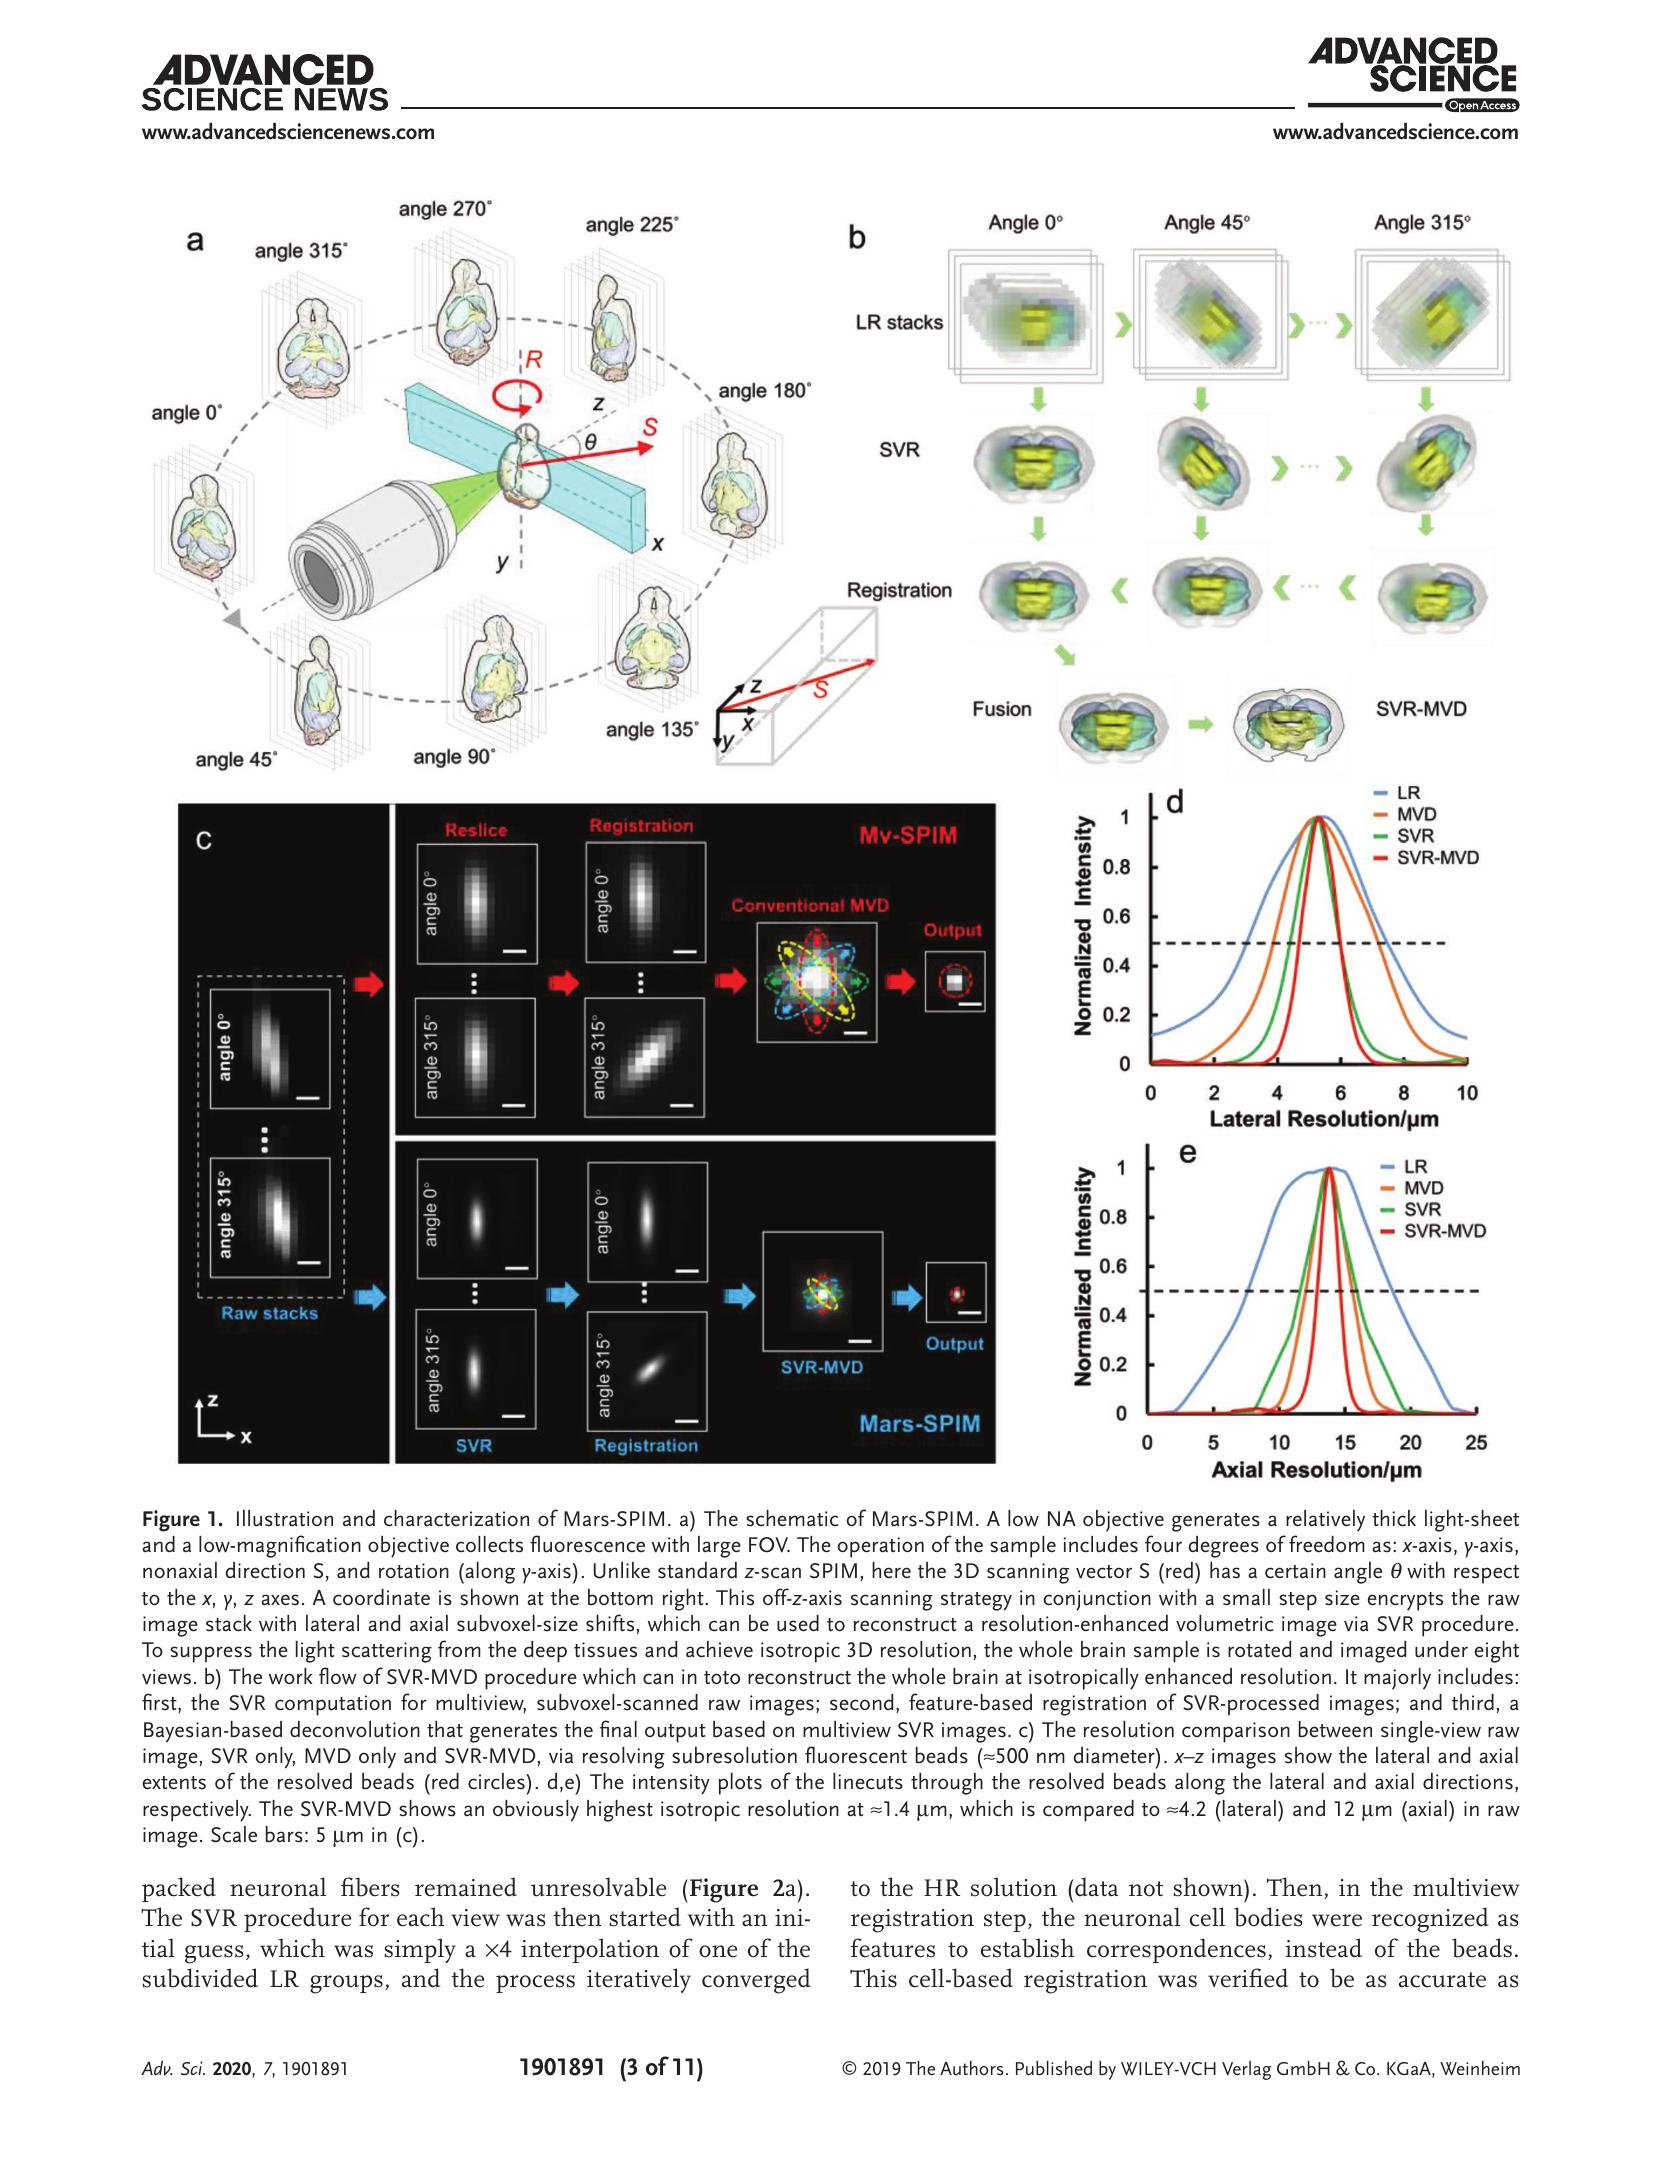 ADVANCED
SCIENCE NEWS
www.advancedsciencenews.com
ADVANCED
SCIENCE
Open Access
www.advancedscience.com
a
angle 270°
angle 225°
angle 315°
angle 180°
angle 0°
R
z
S
θ
x
y
angle 135°
angle 45°
angle 90°
z
S
x
y
b
Angle 0°
Angle 45°
Angle 315°
LR stacks
SVR
Registration
Fusion
SVR-MVD
c
Reslice
Registration
Mv-SPIM
angle 0°
angle 0°
Conventional MVD
Output
angle 315°
angle 315°
angle 0°
angle 315°
Raw stacks
angle 0°
angle 0°
angle 315°
angle 315°
SVR-MVD
Output
SVR
Registration
Mars-SPIM
z
x
d
LR
MVD
SVR
SVR-MVD
Normalized Intensity
1
0.8
0.6
0.4
0.2
0
0 2 4 6 8 10
Lateral Resolution/μm
e
LR
MVD
SVR
SVR-MVD
Normalized Intensity
1
0.8
0.6
0.4
0.2
0
0 5 10 15 20 25
Axial Resolution/μm
Figure 1. Illustration and characterization of Mars-SPIM. a) The schematic of Mars-SPIM. A low NA objective generates a relatively thick light-sheet
and a low-magnification objective collects fluorescence with large FOV. The operation of the sample includes four degrees of freedom as: x-axis, y-axis,
nonaxial direction S, and rotation (along y-axis). Unlike standard z-scan SPIM, here the 3D scanning vector S (red) has a certain angle θ with respect
to the x, y, z axes. A coordinate is shown at the bottom right. This off-z-axis scanning strategy in conjunction with a small step size encrypts the raw
image stack with lateral and axial subvoxel-size shifts, which can be used to reconstruct a resolution-enhanced volumetric image via SVR procedure.
To suppress the light scattering from the deep tissues and achieve isotropic 3D resolution, the whole brain sample is rotated and imaged under eight
views. b) The work flow of SVR-MVD procedure which can in toto reconstruct the whole brain at isotropically enhanced resolution. It majorly includes:
first, the SVR computation for multiview, subvoxel-scanned raw images; second, feature-based registration of SVR-processed images; and third, a
Bayesian-based deconvolution that generates the final output based on multiview SVR images. c) The resolution comparison between single-view raw
image, SVR only, MVD only and SVR-MVD, via resolving subresolution fluorescent beads (≈500 nm diameter). x–z images show the lateral and axial
extents of the resolved beads (red circles). d,e) The intensity plots of the linecuts through the resolved beads along the lateral and axial directions,
respectively. The SVR-MVD shows an obviously highest isotropic resolution at ≈1.4 μm, which is compared to ≈4.2 (lateral) and 12 μm (axial) in raw
image. Scale bars: 5 μm in (c).
packed neuronal fibers remained unresolvable (Figure 2a).
The SVR procedure for each view was then started with an ini-
tial guess, which was simply a ×4 interpolation of one of the
subdivided LR groups, and the process iteratively converged
to the HR solution (data not shown). Then, in the multiview
registration step, the neuronal cell bodies were recognized as
features to establish correspondences, instead of the beads.
This cell-based registration was verified to be as accurate as
Adv. Sci. 2020, 7, 1901891
1901891 (3 of 11)
© 2019 The Authors. Published by WILEY-VCH Verlag GmbH & Co. KGaA, Weinheim